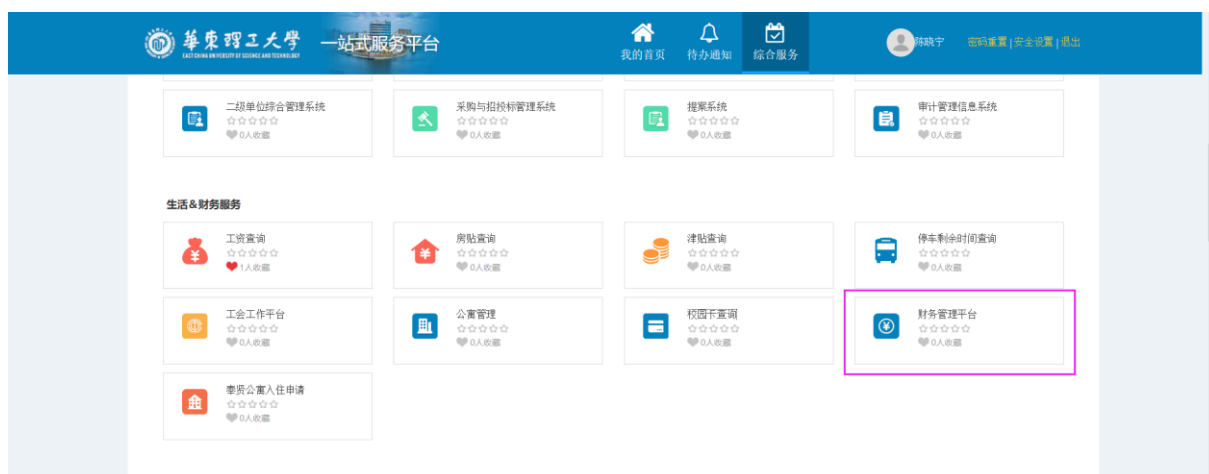 華東理工大學
EAST CHINA UNIVERSITY OF SCIENCE AND TECHNOLOGY
一站式服务平台
我的首页
待办通知
综合服务
陈晓宁
密码重置|安全设置|退出
二级单位综合管理系统
0人收藏
采购与招投标管理系统
0人收藏
提案系统
0人收藏
审计管理信息系统
0人收藏
生活&财务服务
工资查询
1人收藏
房贴查询
0人收藏
津贴查询
0人收藏
停车剩余时间查询
0人收藏
工会工作平台
0人收藏
公寓管理
0人收藏
校园卡查询
0人收藏
财务管理平台
0人收藏
奉贤公寓入住申请
0人收藏